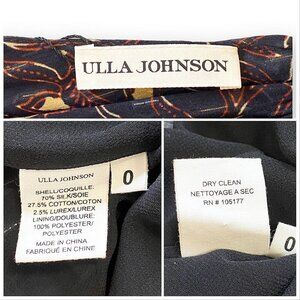 ULLA JOHNSON
ULLA JOHNSON
SHELL/COQUILLE:
70% SILK/SOIE
27.5% COTTON/COTON
2.5% LUREX/LUREX
LINING/DOUBLURE:
100% POLYESTER/
POLYESTER
MADE IN CHINA
FABRIQUÉ EN CHINE
0
DRY CLEAN
NETTOYAGE A SEC
RN # 105177
0